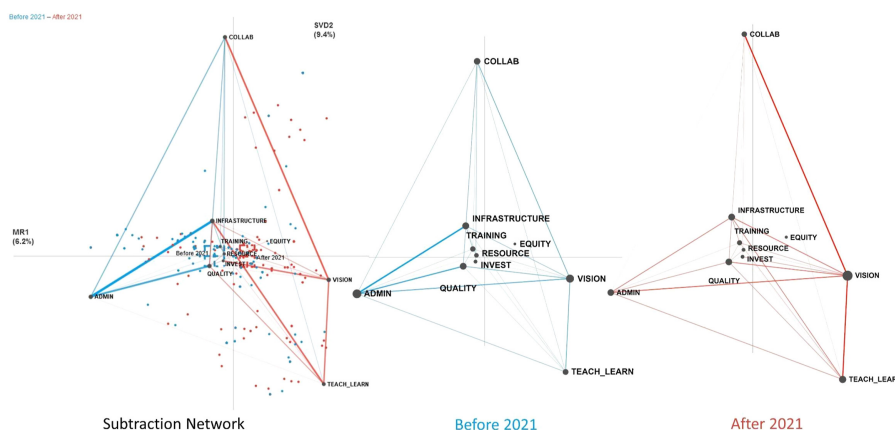 Before 2021 – After 2021
SVD2
(9.4%)
MR1
(6.2%)
COLLAB
INFRASTRUCTURE
TRAINING
EQUITY
Before 2021
RESOURCE
After 2021
INVEST
QUALITY
VISION
ADMIN
TEACH_LEARN
Subtraction Network
COLLAB
INFRASTRUCTURE
TRAINING
EQUITY
RESOURCE
INVEST
VISION
QUALITY
ADMIN
TEACH_LEARN
Before 2021
COLLAB
INFRASTRUCTURE
TRAINING
EQUITY
RESOURCE
INVEST
VISION
QUALITY
ADMIN
TEACH_LEARN
After 2021